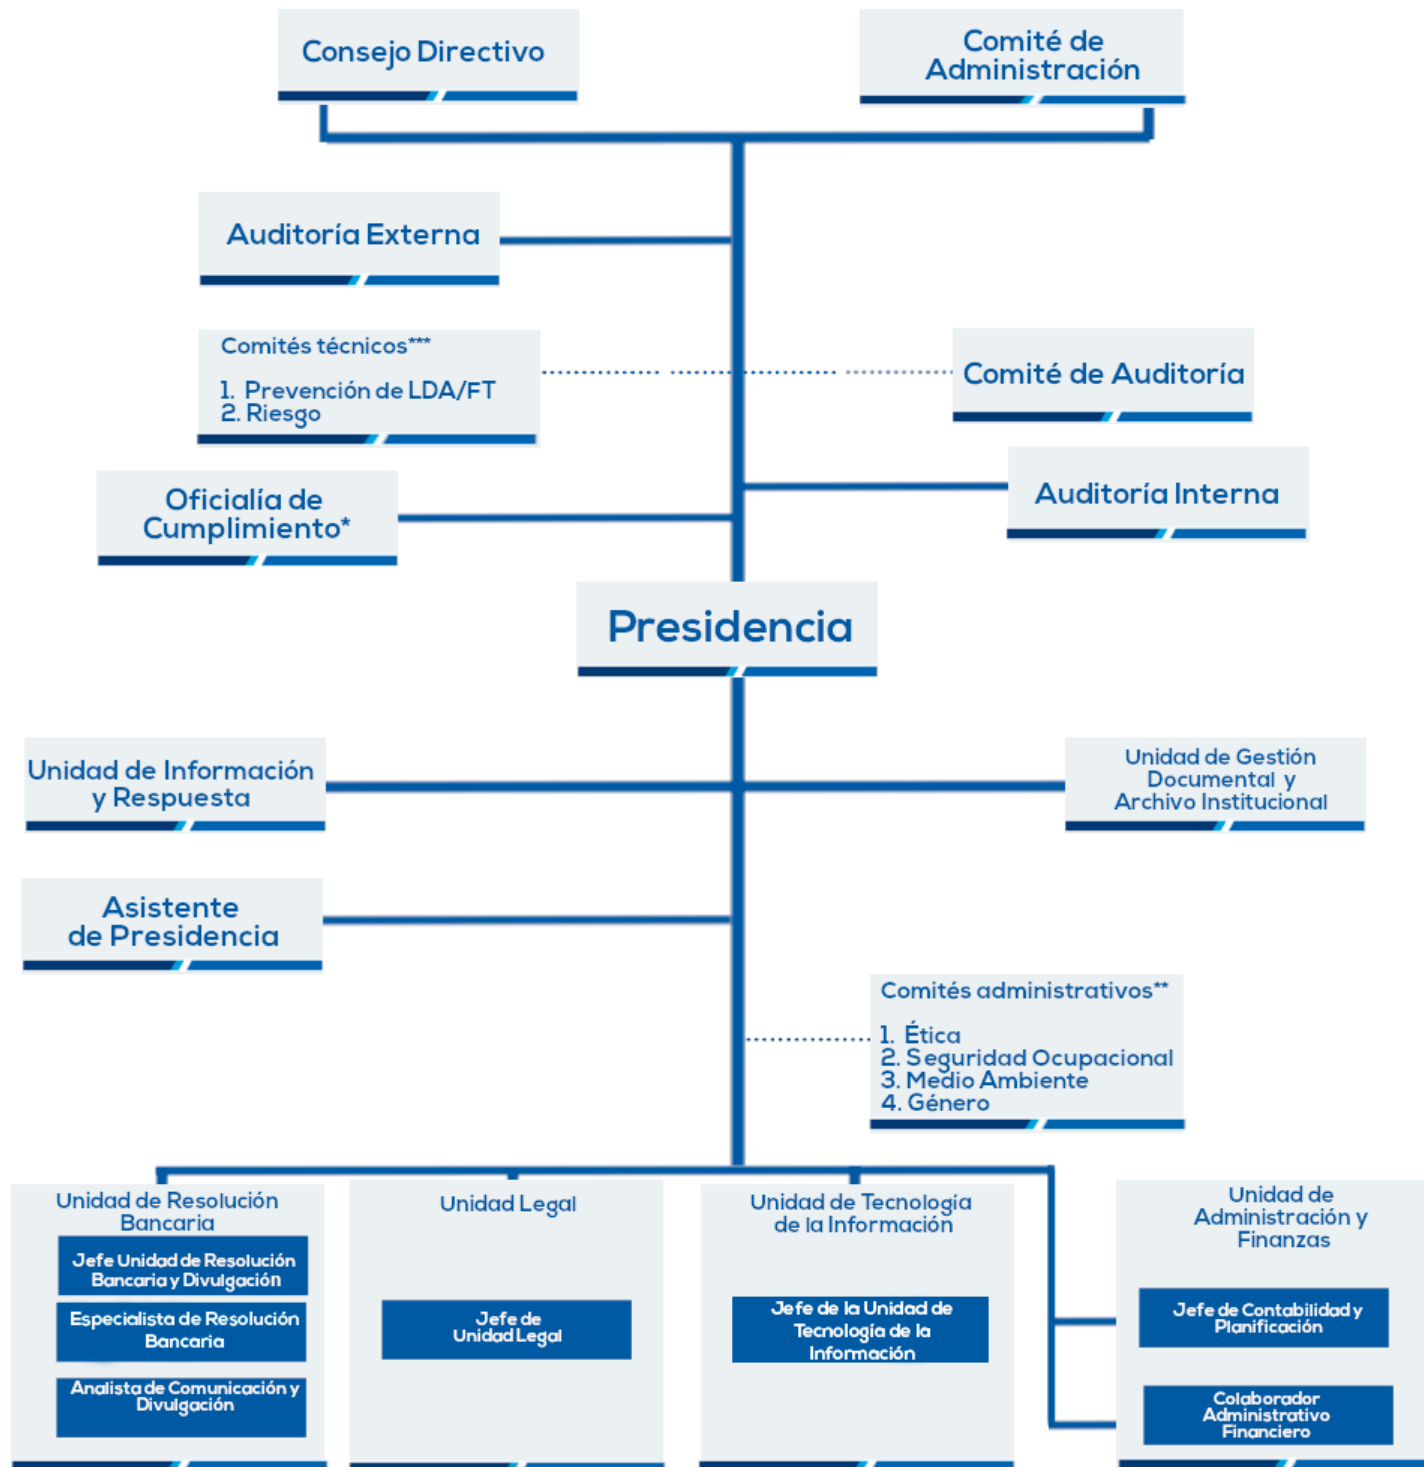 Consejo Directivo
Comité de
Administración
Auditoría Externa
Comités técnicos***
1. Prevención de LDA/FT
2. Riesgo
Comité de Auditoría
Oficialía de
Cumplimiento*
Auditoría Interna
Presidencia
Unidad de Información
y Respuesta
Unidad de Gestión
Documental y
Archivo Institucional
Asistente
de Presidencia
Comités administrativos**
1. Ética
2. Seguridad Ocupacional
3. Medio Ambiente
4. Género
Unidad de Resolución
Bancaria
Jefe Unidad de Resolución
Bancaria y Divulgación
Especialista de Resolución
Bancaria
Analista de Comunicación y
Divulgación
Unidad Legal
Jefe de
Unidad Legal
Unidad de Tecnología
de la Información
Jefe de la Unidad de
Tecnología de la
Información
Unidad de
Administración y
Finanzas
Jefe de Contabilidad y
Planificación
Colaborador
Administrativo
Financiero